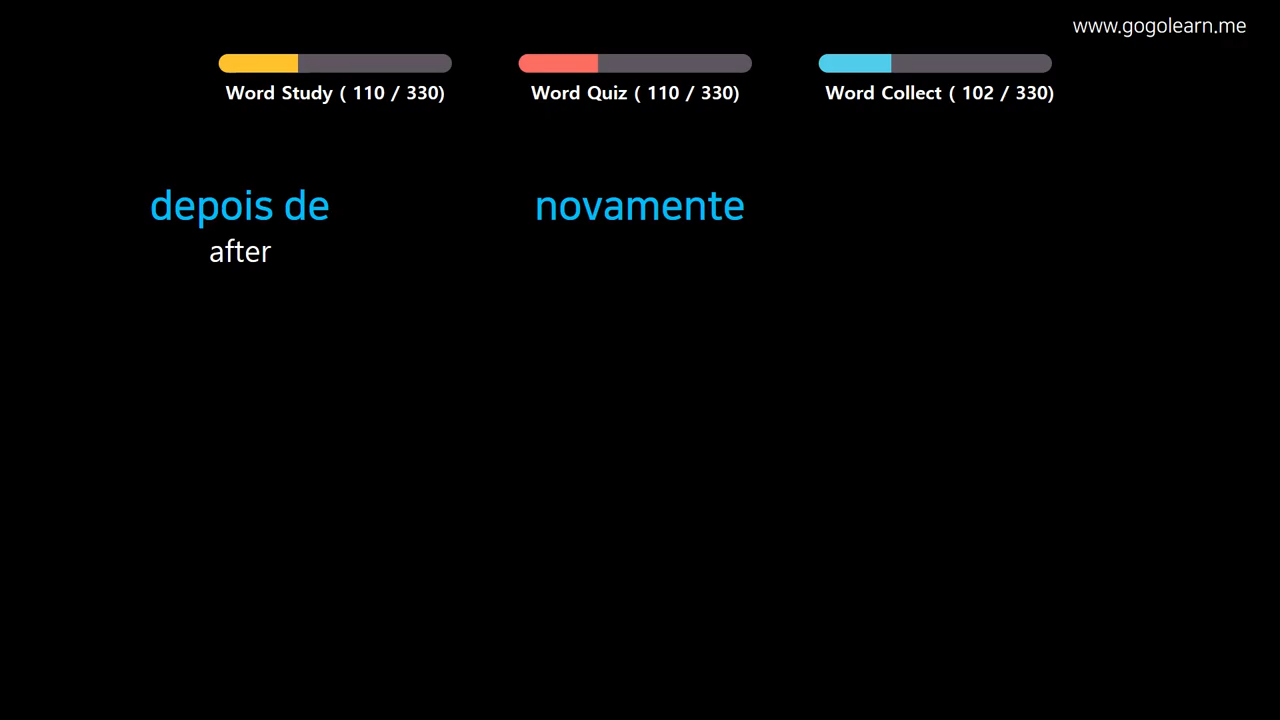 www.gogolearn.me
Word Study ( 110 / 330)
Word Quiz ( 110 / 330)
Word Collect ( 102 / 330)
depois de
after
novamente